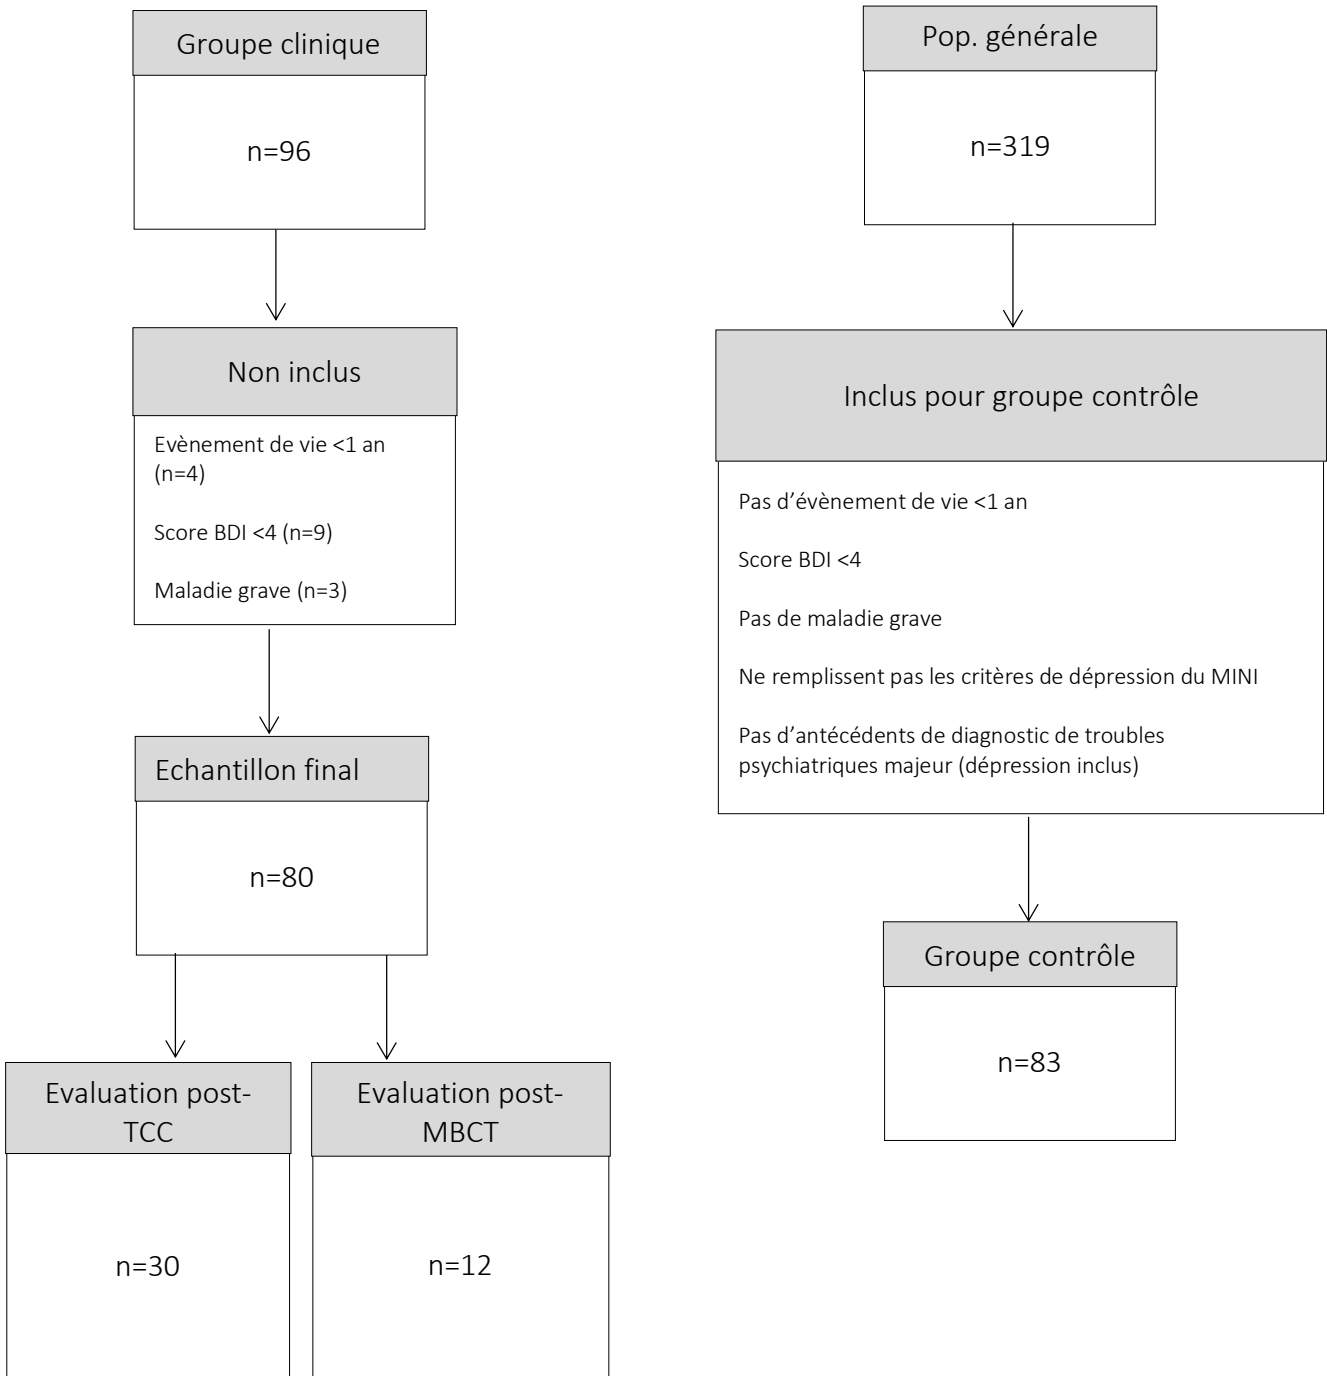 Groupe clinique
n=96
Non inclus
Evènement de vie <1 an
(n=4)
Score BDI <4 (n=9)
Maladie grave (n=3)
Echantillon final
n=80
Evaluation post-
TCC
n=30
Evaluation post-
MBCT
n=12
Pop. générale
n=319
Inclus pour groupe contrôle
Pas d’évènement de vie <1 an
Score BDI <4
Pas de maladie grave
Ne remplissent pas les critères de dépression du MINI
Pas d’antécédents de diagnostic de troubles
psychiatriques majeur (dépression inclus)
Groupe contrôle
n=83